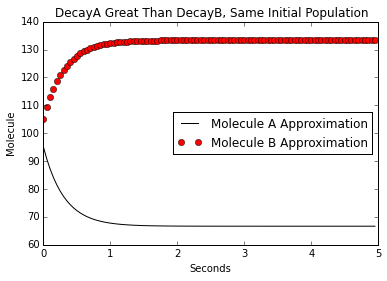 DecayA Great Than DecayB, Same Initial Population
140
130
120
110
100
90
80
70
60
Molecule
Molecule A Approximation
Molecule B Approximation
0 1 2 3 4 5
Seconds